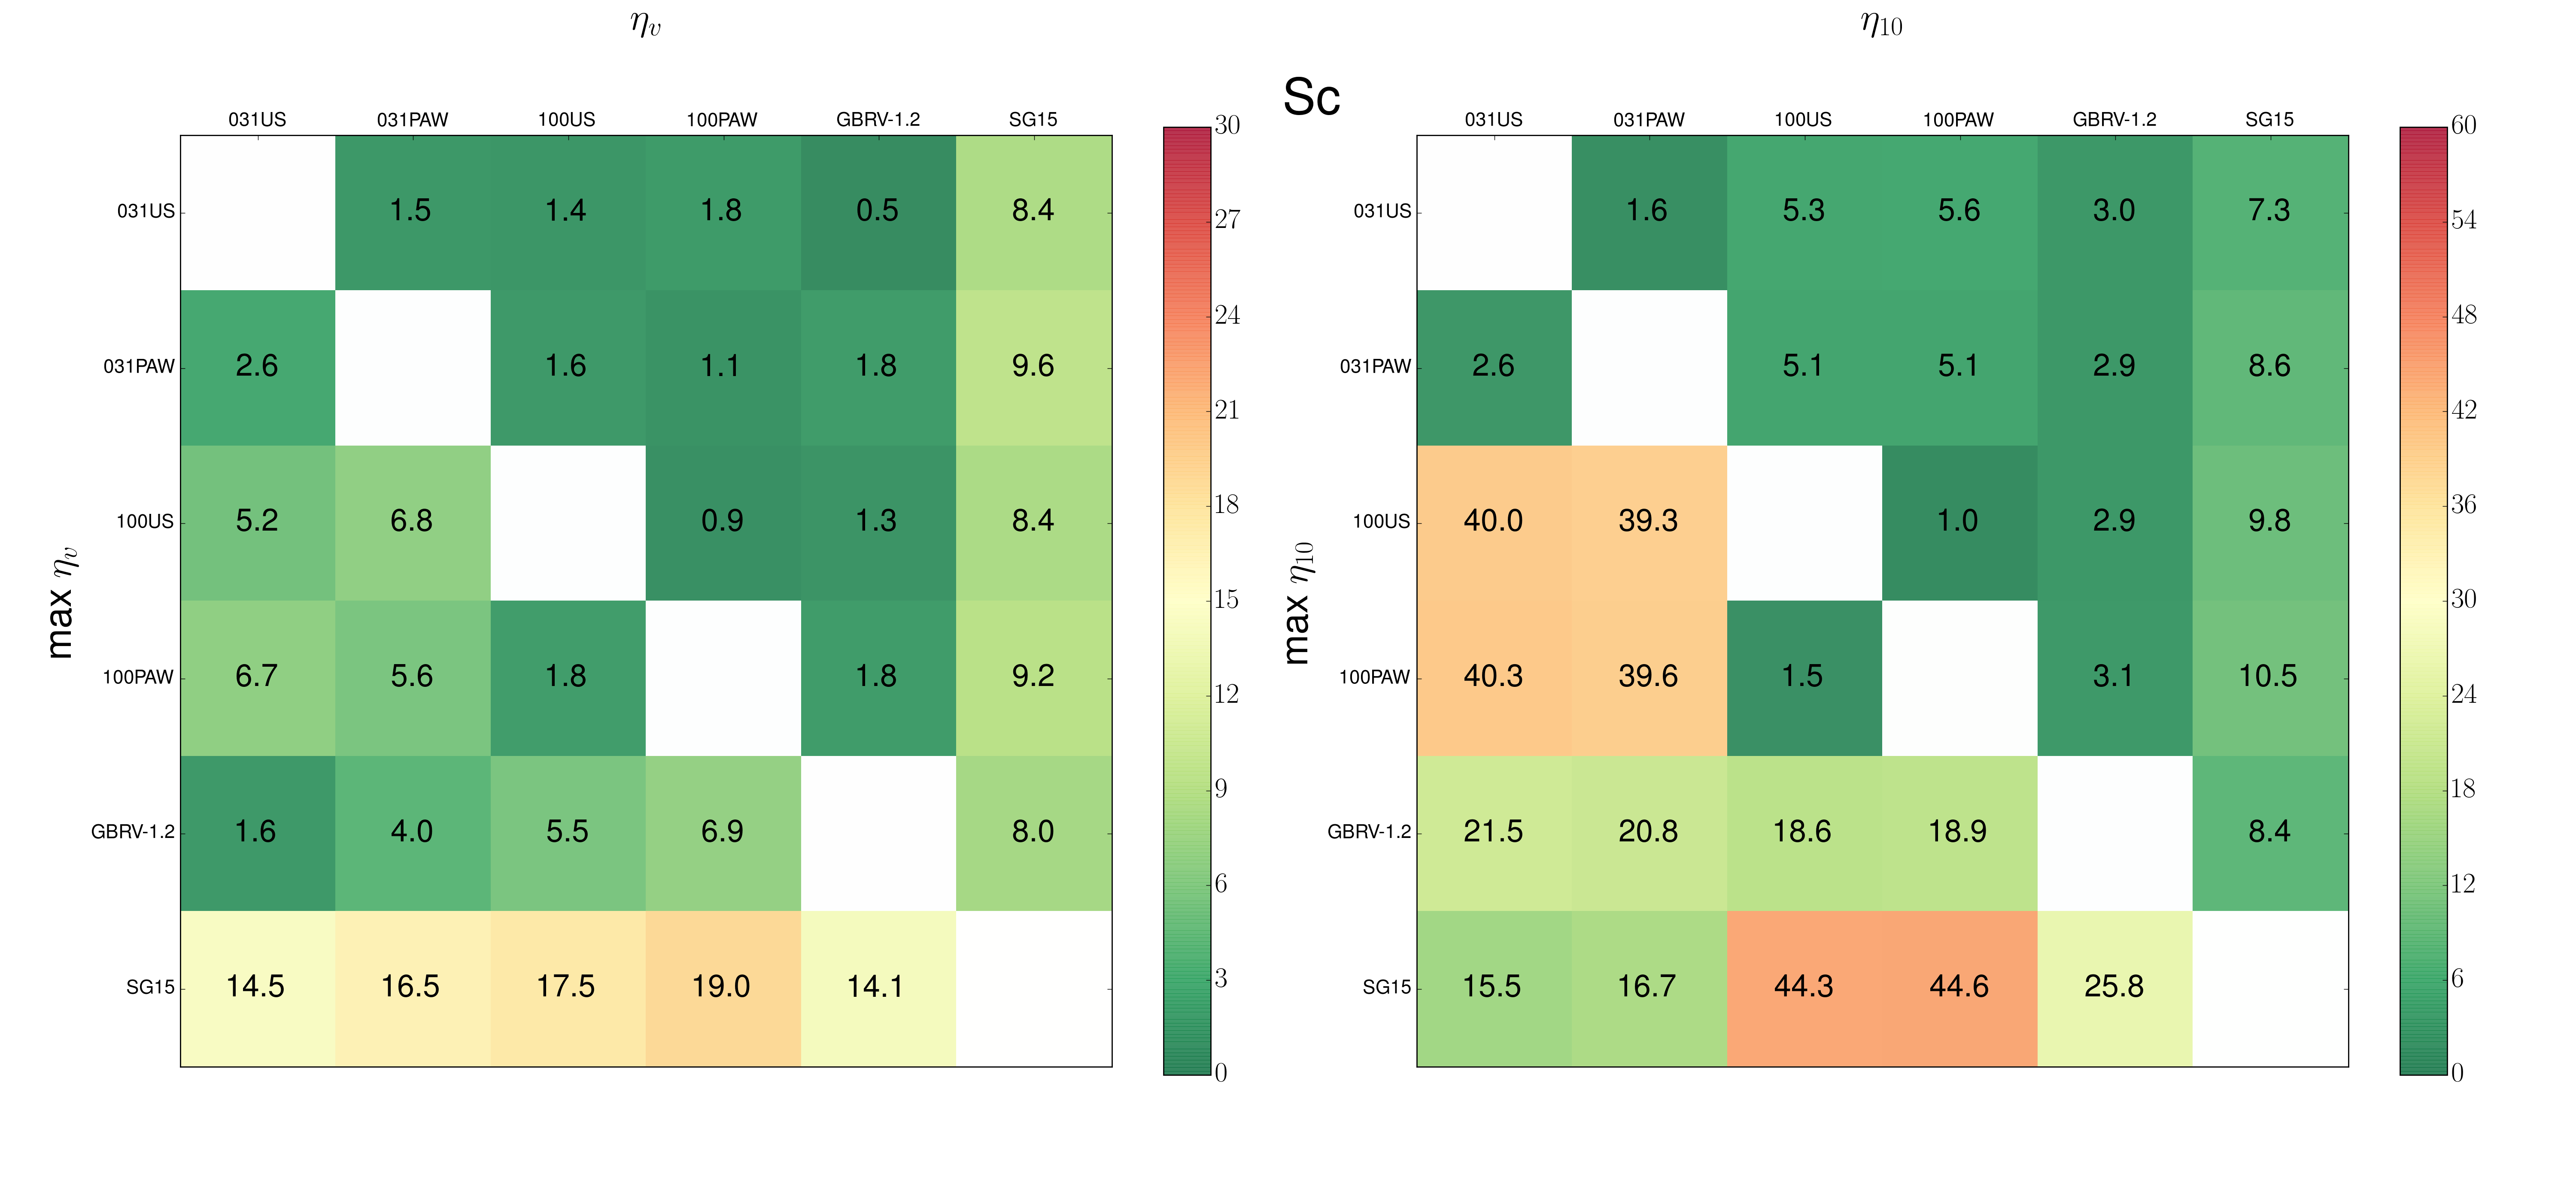 η_v
η_10
Sc
031US 031PAW 100US 100PAW GBRV-1.2 SG15
031US 1.5 1.4 1.8 0.5 8.4
031PAW 2.6 1.6 1.1 1.8 9.6
100US 5.2 6.8 0.9 1.3 8.4
100PAW 6.7 5.6 1.8 1.8 9.2
GBRV-1.2 1.6 4.0 5.5 6.9 8.0
SG15 14.5 16.5 17.5 19.0 14.1
max η_v
30
27
24
21
18
15
12
9
6
3
0
031US 031PAW 100US 100PAW GBRV-1.2 SG15
031US 1.6 5.3 5.6 3.0 7.3
031PAW 2.6 5.1 5.1 2.9 8.6
100US 40.0 39.3 1.0 2.9 9.8
100PAW 40.3 39.6 1.5 3.1 10.5
GBRV-1.2 21.5 20.8 18.6 18.9 8.4
SG15 15.5 16.7 44.3 44.6 25.8
max η_10
60
54
48
42
36
30
24
18
12
6
0